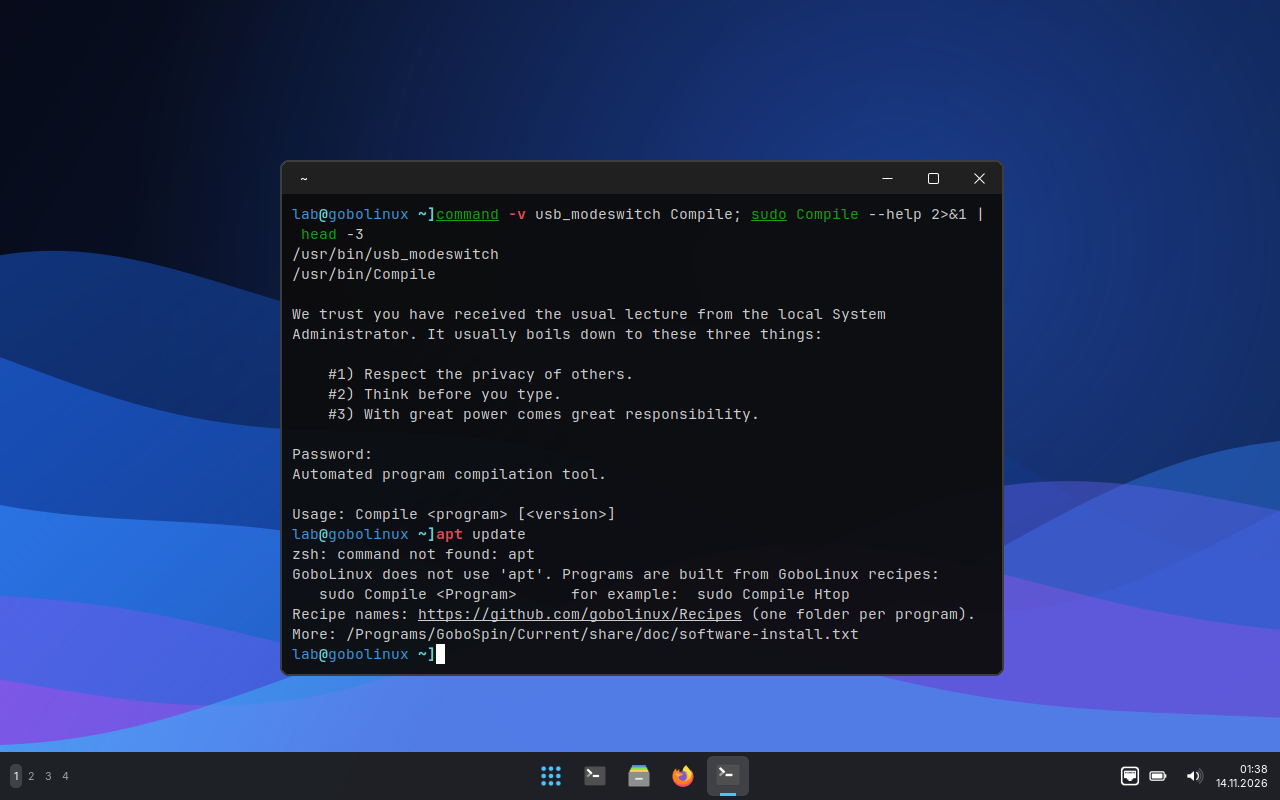 ~
lab@gobolinux ~]command -v usb_modeswitch Compile; sudo Compile --help 2>&1 |
 head -3
/usr/bin/usb_modeswitch
/usr/bin/Compile
We trust you have received the usual lecture from the local System
Administrator. It usually boils down to these three things:
    #1) Respect the privacy of others.
    #2) Think before you type.
    #3) With great power comes great responsibility.
Password:
Automated program compilation tool.
Usage: Compile <program> [<version>]
lab@gobolinux ~]apt update
zsh: command not found: apt
GoboLinux does not use 'apt'. Programs are built from GoboLinux recipes:
   sudo Compile <Program>      for example:  sudo Compile Htop
Recipe names: https://github.com/gobolinux/Recipes (one folder per program).
More: /Programs/GoboSpin/Current/share/doc/software-install.txt
lab@gobolinux ~]
1 2 3 4
01:38
14.11.2026